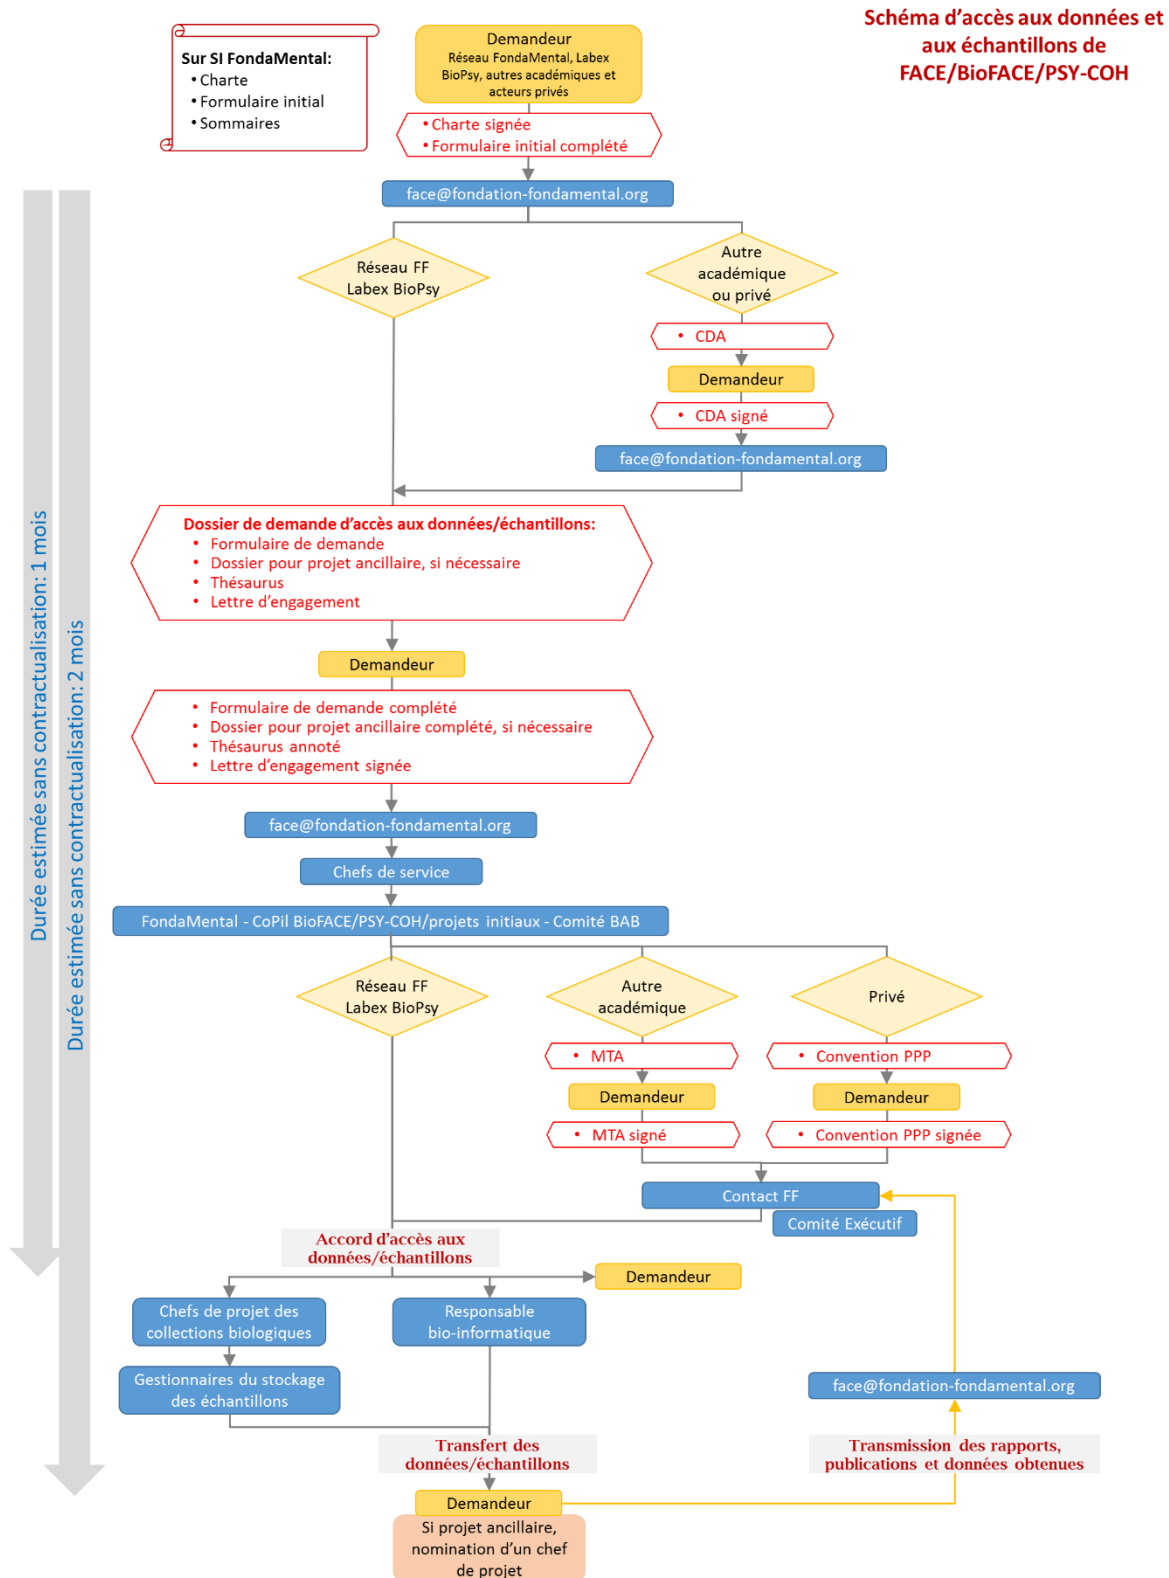 Schéma d'accès aux données et
aux échantillons de
FACE/BioFACE/PSY-COH
Sur SI FondaMental:
• Charte
• Formulaire initial
• Sommaires
Demandeur
Réseau FondaMental, Labex
BioPsy, autres académiques et
acteurs privés
• Charte signée
• Formulaire initial complété
face@fondation-fondamental.org
Réseau FF
Labex BioPsy
Autre
académique
ou privé
• CDA
Demandeur
• CDA signé
face@fondation-fondamental.org
Dossier de demande d'accès aux données/échantillons:
• Formulaire de demande
• Dossier pour projet ancillaire, si nécessaire
• Thésaurus
• Lettre d'engagement
Demandeur
• Formulaire de demande complété
• Dossier pour projet ancillaire complété, si nécessaire
• Thésaurus annoté
• Lettre d'engagement signée
face@fondation-fondamental.org
Chefs de service
FondaMental - CoPil BioFACE/PSY-COH/projets initiaux - Comité BAB
Réseau FF
Labex BioPsy
Autre
académique
Privé
• MTA
• Convention PPP
Demandeur
Demandeur
• MTA signé
• Convention PPP signée
Contact FF
Comité Exécutif
Accord d'accès aux
données/échantillons
Demandeur
Chefs de projet des
collections biologiques
Responsable
bio-informatique
Gestionnaires du stockage
des échantillons
face@fondation-fondamental.org
Transfert des
données/échantillons
Transmission des rapports,
publications et données obtenues
Demandeur
Si projet ancillaire,
nomination d'un chef
de projet
Durée estimée sans contractualisation: 1 mois
Durée estimée sans contractualisation: 2 mois